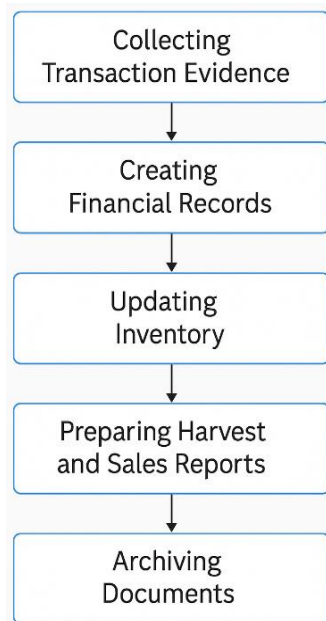 Collecting
Transaction Evidence
Creating
Financial Records
Updating
Inventory
Preparing Harvest
and Sales Reports
Archiving
Documents